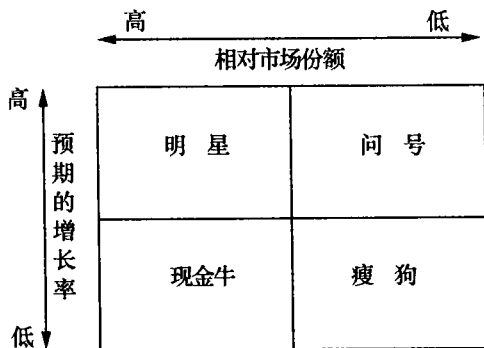 高 低
相对市场份额
高
预期的增长率
明 星 问 号
现金牛 瘦 狗
低